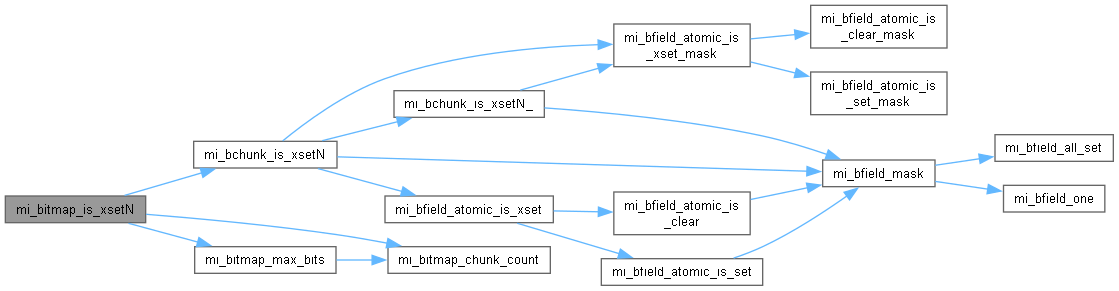 mi_bitmap_is_xsetN
mi_bchunk_is_xsetN
mi_bitmap_max_bits
mi_bchunk_is_xsetN_
mi_bfield_atomic_is_xset
mi_bitmap_chunk_count
mi_bfield_atomic_is
_xset_mask
mi_bfield_atomic_is
_clear
mi_bfield_atomic_is_set
mi_bfield_atomic_is
_clear_mask
mi_bfield_atomic_is
_set_mask
mi_bfield_mask
mi_bfield_all_set
mi_bfield_one